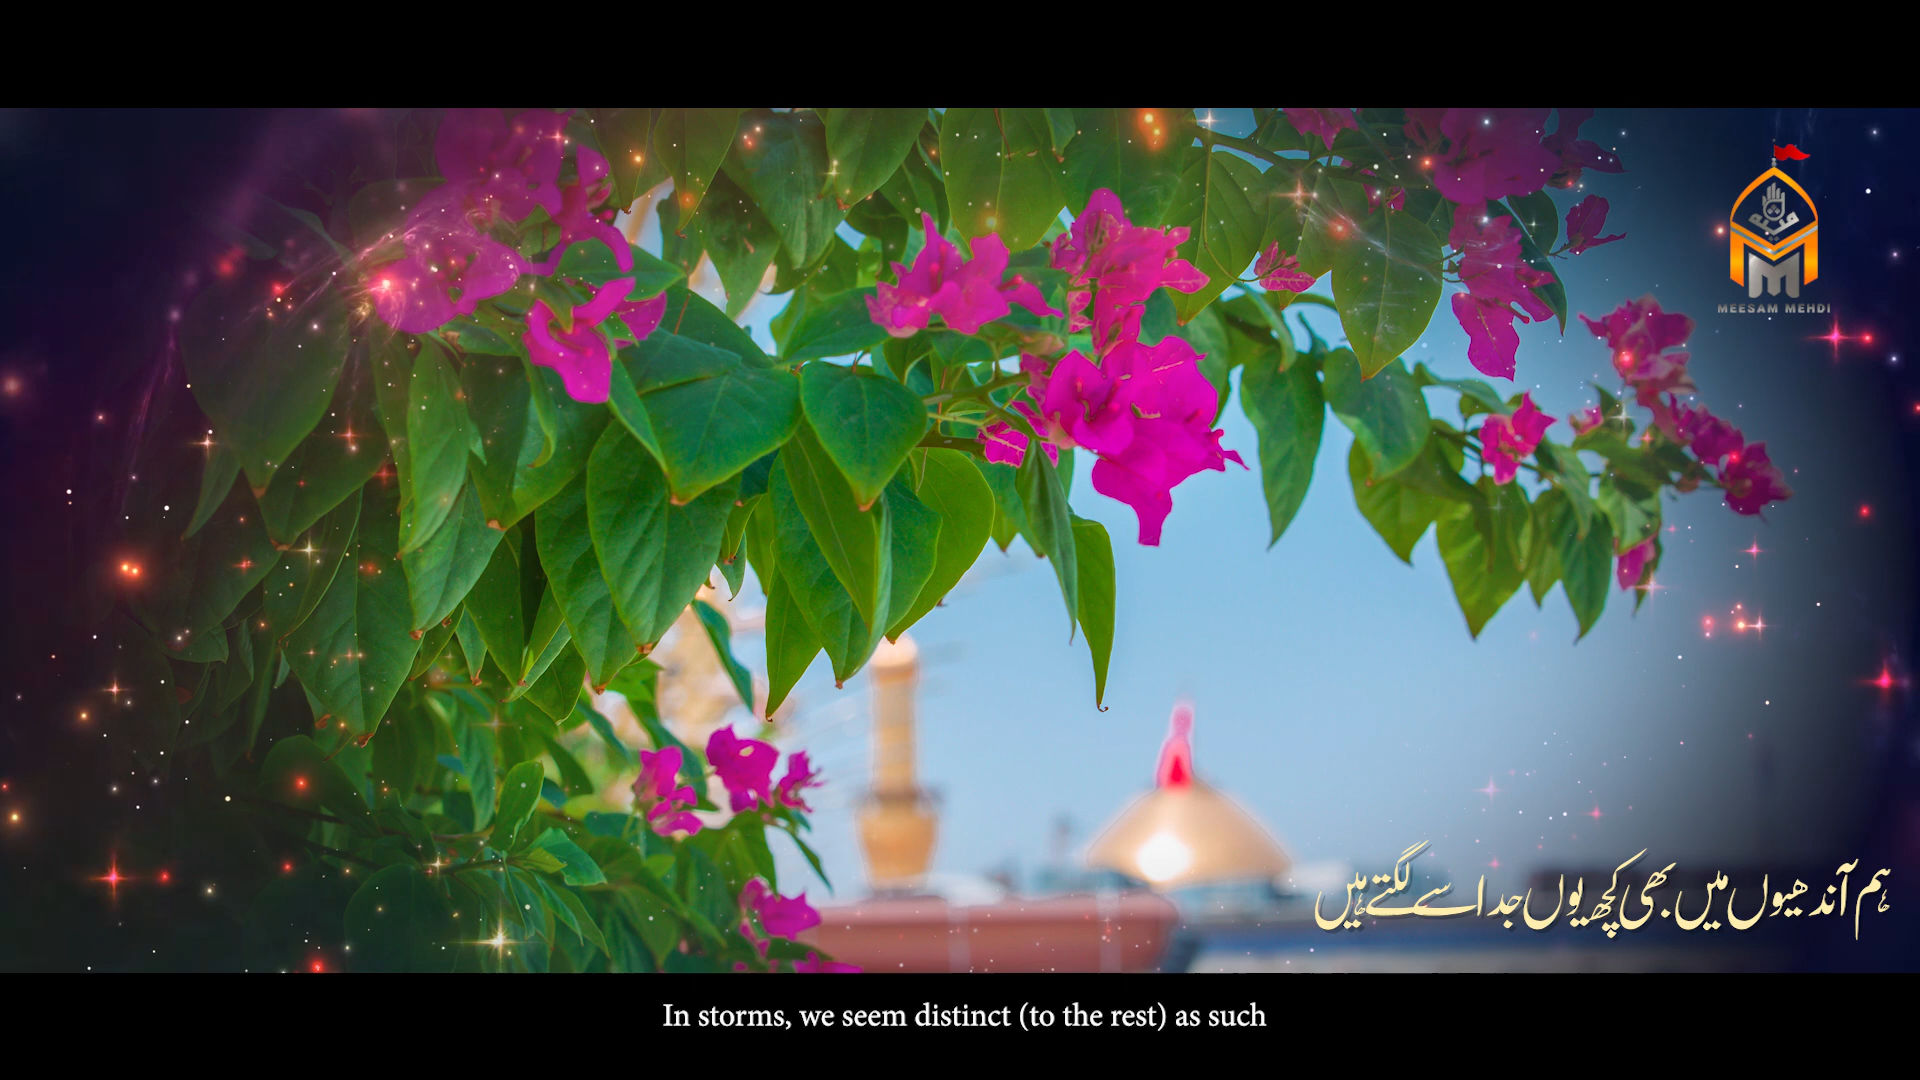 MEESAM MEHDI
ہم آندھیوں میں بھی کچھ یوں جدا سے لگتے ہیں
In storms, we seem distinct (to the rest) as such